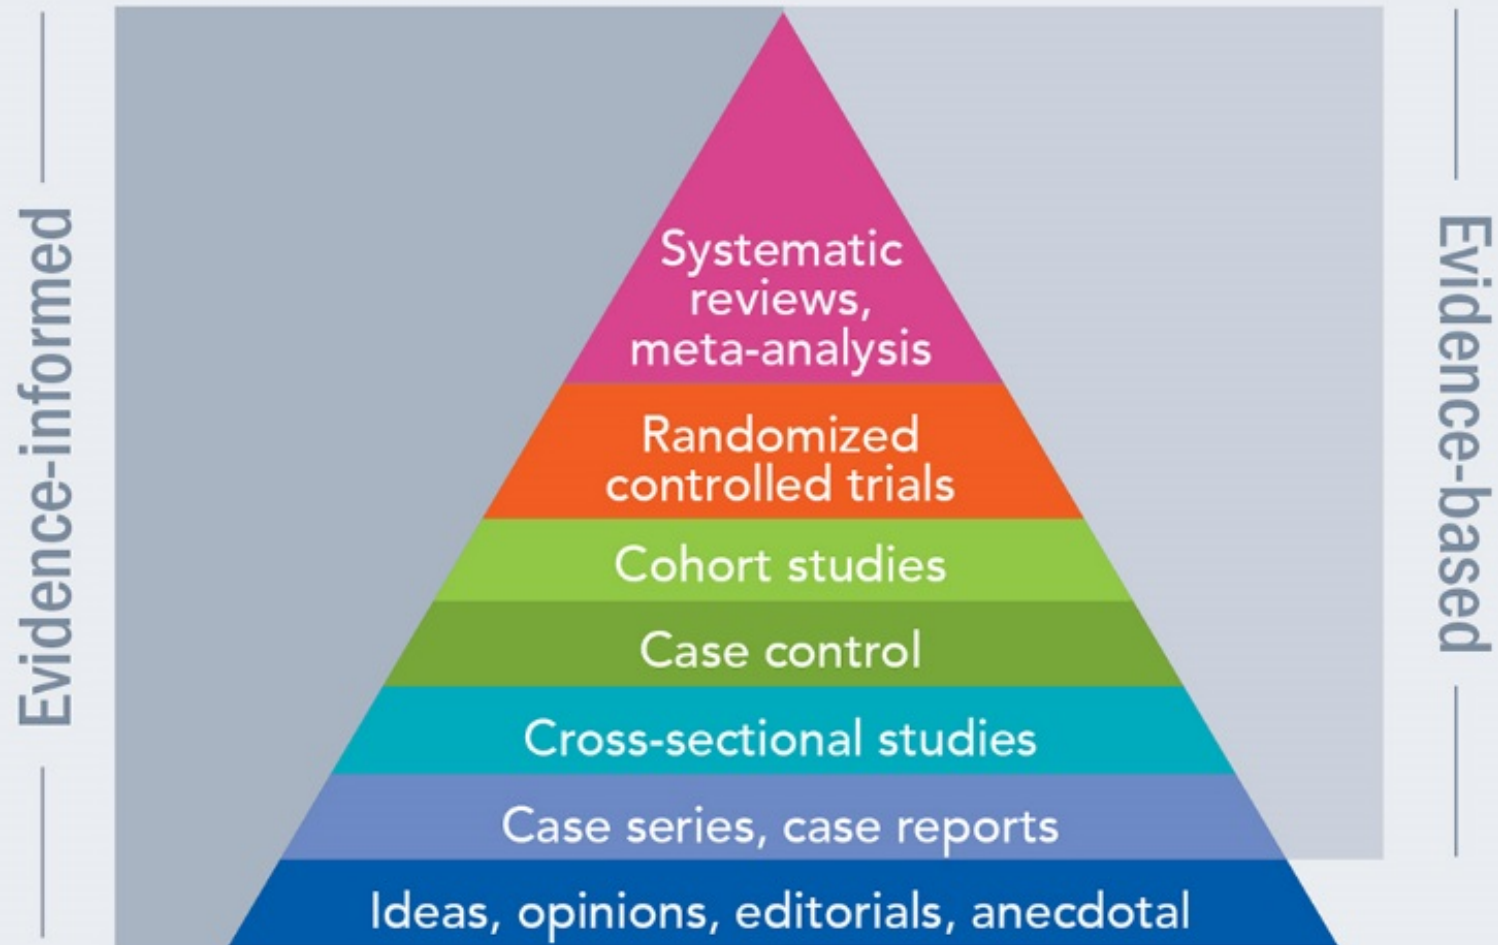 Evidence-informed
Systematic
reviews,
meta-analysis
Randomized
controlled trials
Cohort studies
Case control
Cross-sectional studies
Case series, case reports
Ideas, opinions, editorials, anecdotal
Evidence-based